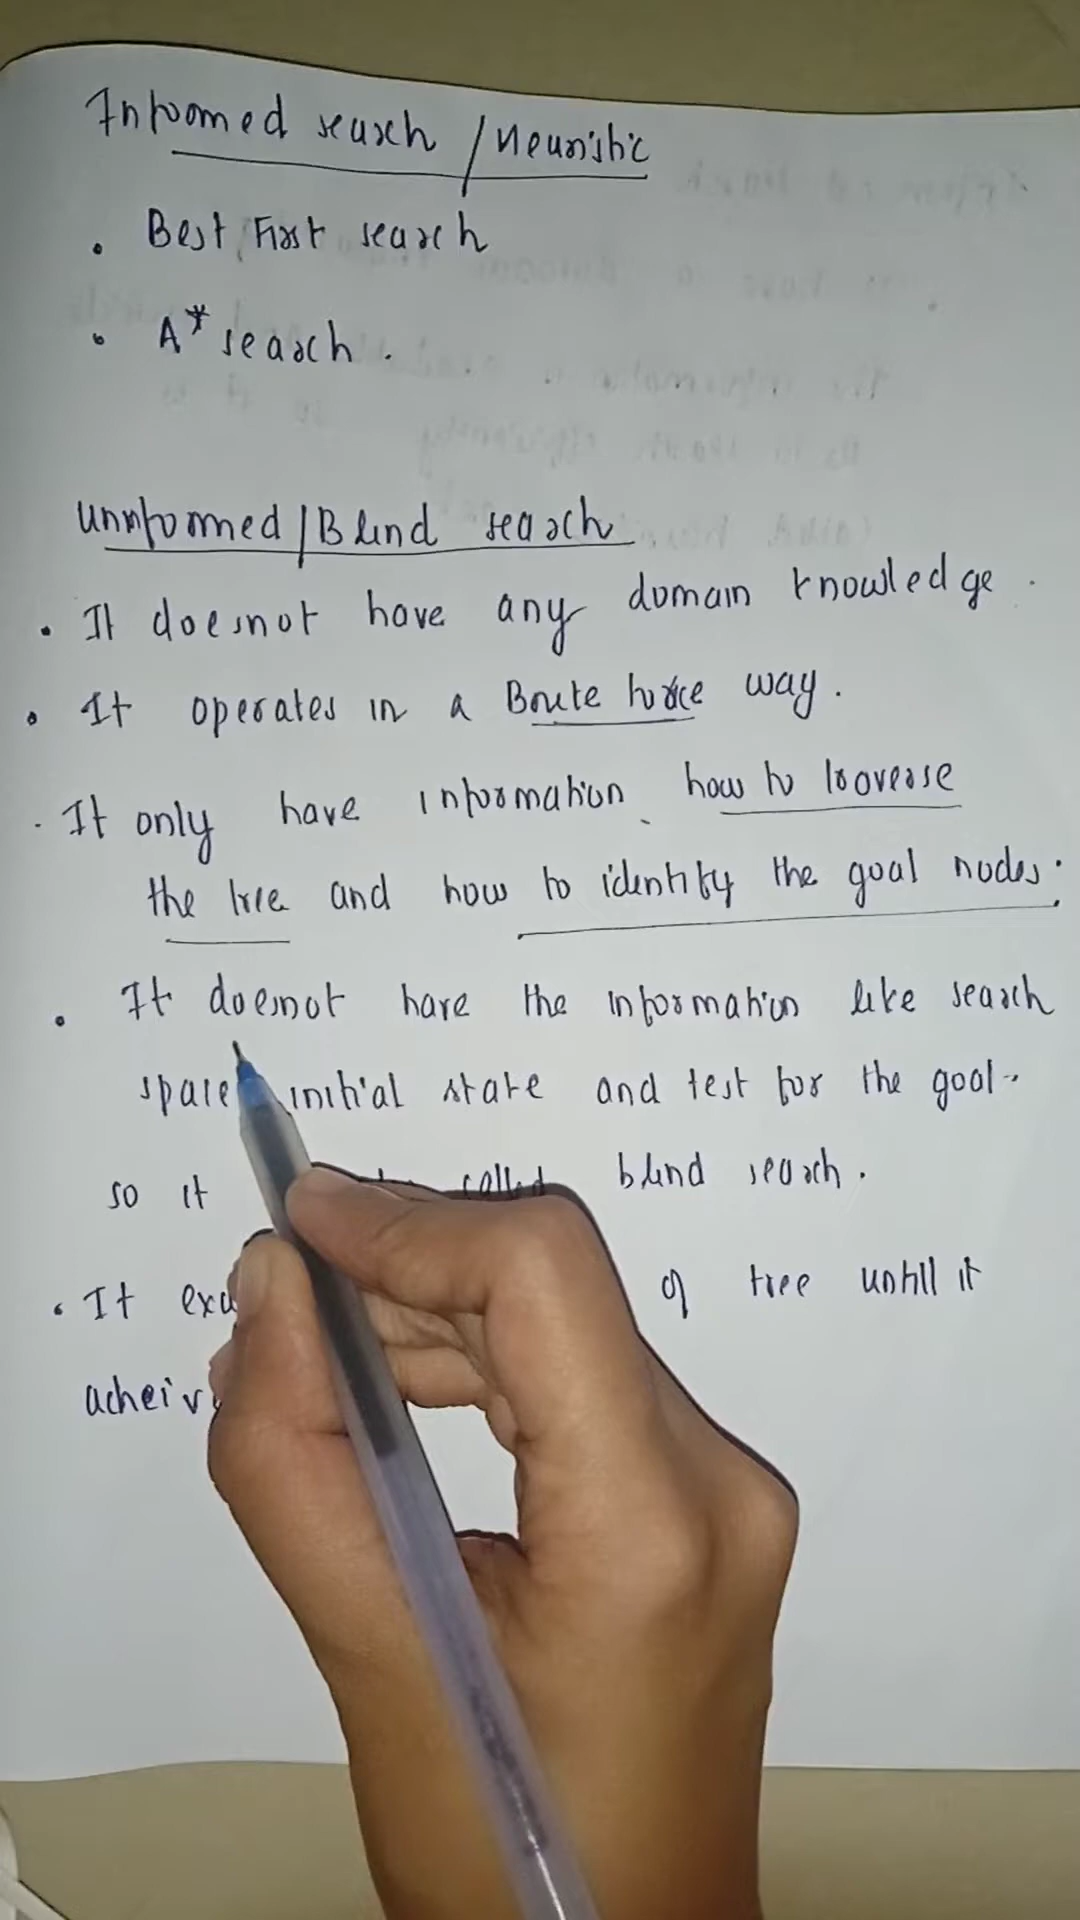 Informed search / Heuristic
. Best First search
. A* search .
Uninformed / Blind search
. It doesnot have any domain knowledge .
. It operates in a Brute force way .
. It only have information how to traverse
the tree and how to identify the goal nodes .
. It doesnot have the information like search
space initial state and test for the goal .
so it called blind search .
. It of tree untill it